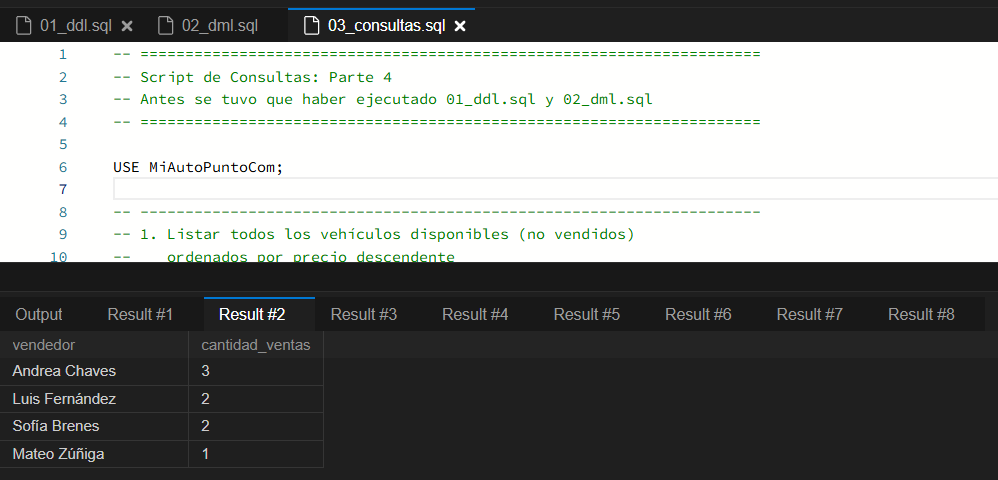 01_ddl.sql 02_dml.sql 03_consultas.sql
1 -- =====================================================================
2 -- Script de Consultas: Parte 4
3 -- Antes se tuvo que haber ejecutado 01_ddl.sql y 02_dml.sql
4 -- =====================================================================
5
6 USE MiAutoPuntoCom;
7
8 -- ---------------------------------------------------------------------
9 -- 1. Listar todos los vehículos disponibles (no vendidos)
10 -- ordenados por precio descendente
Output Result #1 Result #2 Result #3 Result #4 Result #5 Result #6 Result #7 Result #8
vendedor cantidad_ventas
Andrea Chaves 3
Luis Fernández 2
Sofía Brenes 2
Mateo Zúñiga 1